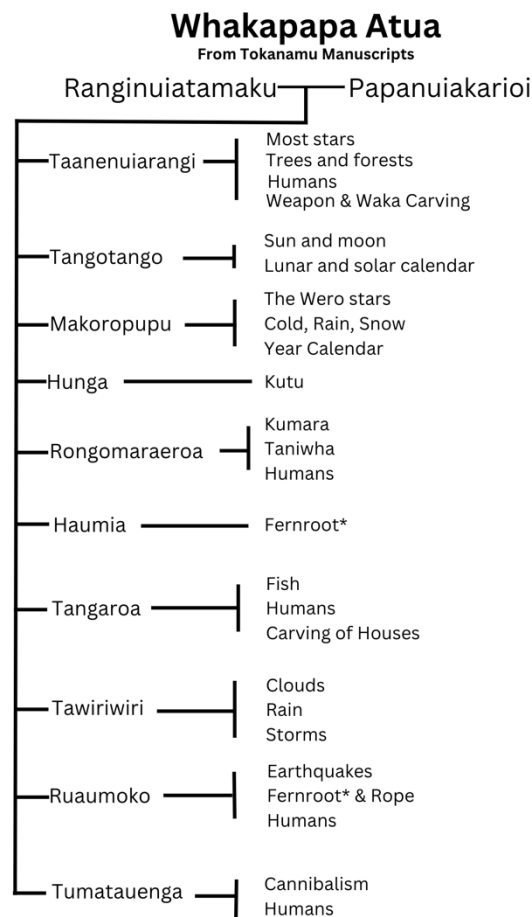 Whakapapa Atua
From Tokanamu Manuscripts
Ranginuiatamaku Papanuiakarioi
Taanenuiarangi
Most stars
Trees and forests
Humans
Weapon & Waka Carving
Tangotango
Sun and moon
Lunar and solar calendar
Makoropupu
The Wero stars
Cold, Rain, Snow
Year Calendar
Hunga
Kutu
Rongomaraeroa
Kumara
Taniwha
Humans
Haumia
Fernroot*
Tangaroa
Fish
Humans
Carving of Houses
Tawiriwiri
Clouds
Rain
Storms
Ruaumoko
Earthquakes
Fernroot* & Rope
Humans
Tumatauenga
Cannibalism
Humans